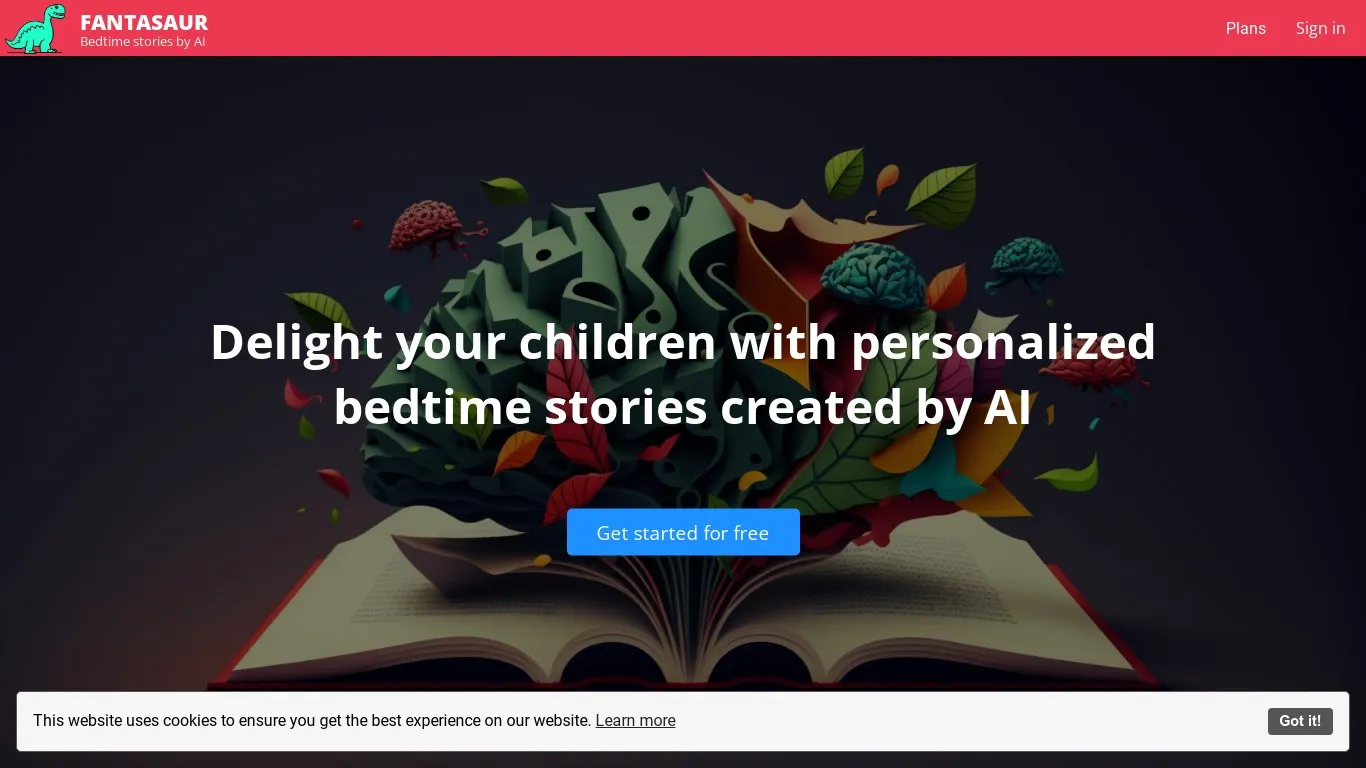 FANTASAUR
Bedtime stories by AI
Plans
Sign in
Delight your children with personalized
bedtime stories created by AI
Get started for free
This website uses cookies to ensure you get the best experience on our website. Learn more
Got it!